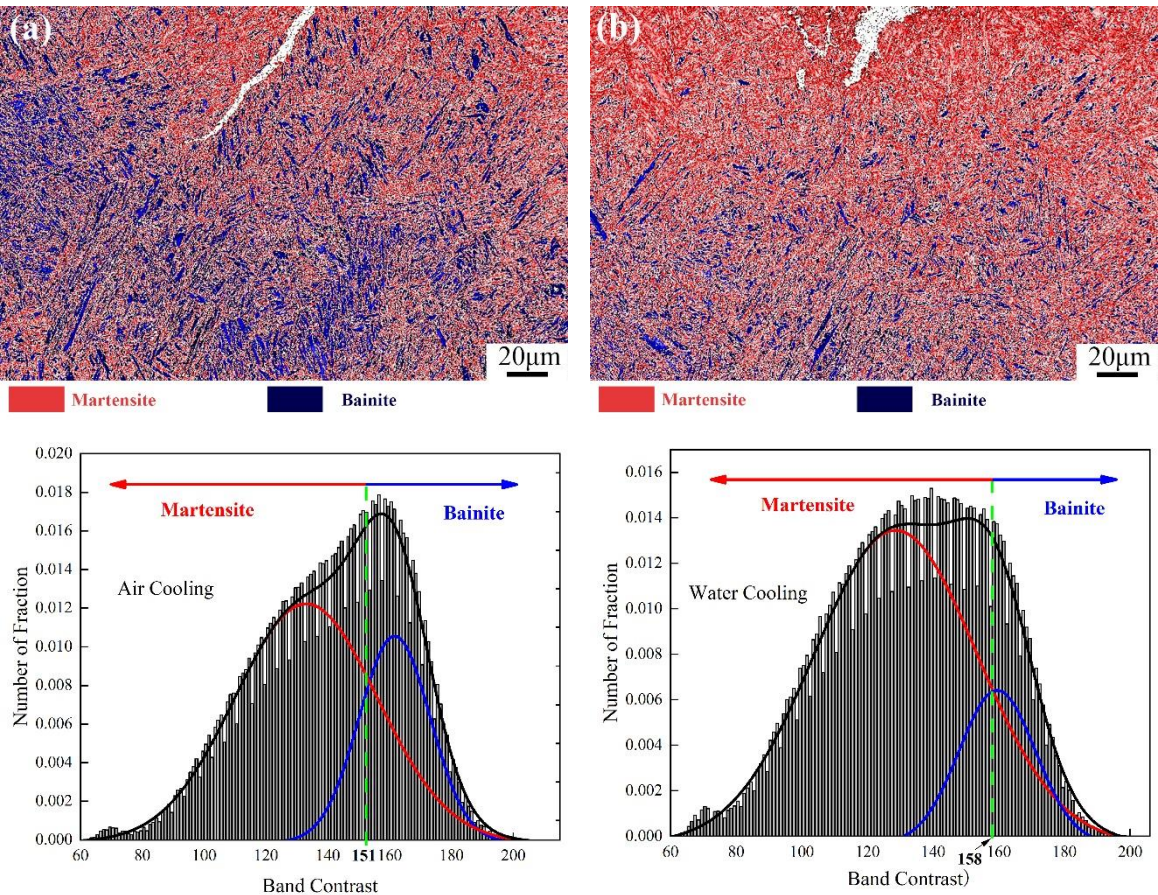 (a)
(b)
20μm
20μm
Martensite
Bainite
Martensite
Bainite
0.020
0.018
0.016
0.014
0.012
0.010
0.008
0.006
0.004
0.002
0.000
Number of Fraction
Martensite
Bainite
Air Cooling
60
80
100
120
140
151
160
180
200
Band Contrast
0.016
0.014
0.012
0.010
0.008
0.006
0.004
0.002
0.000
Number of Fraction
Martensite
Bainite
Water Cooling
60
80
100
120
140
158
160
180
200
Band Contrast)